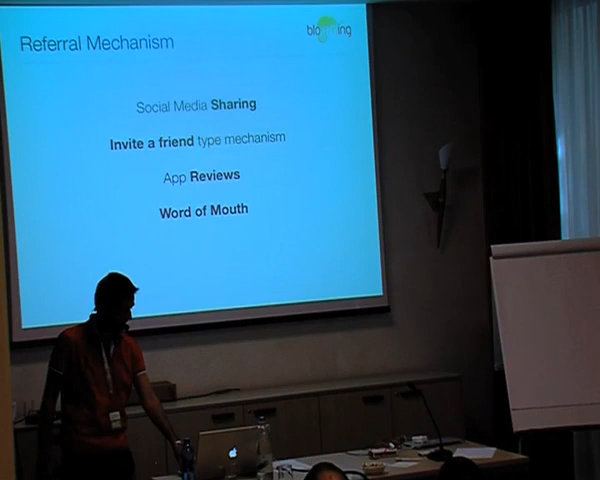 Referral Mechanism
Social Media Sharing
Invite a friend type mechanism
App Reviews
Word of Mouth